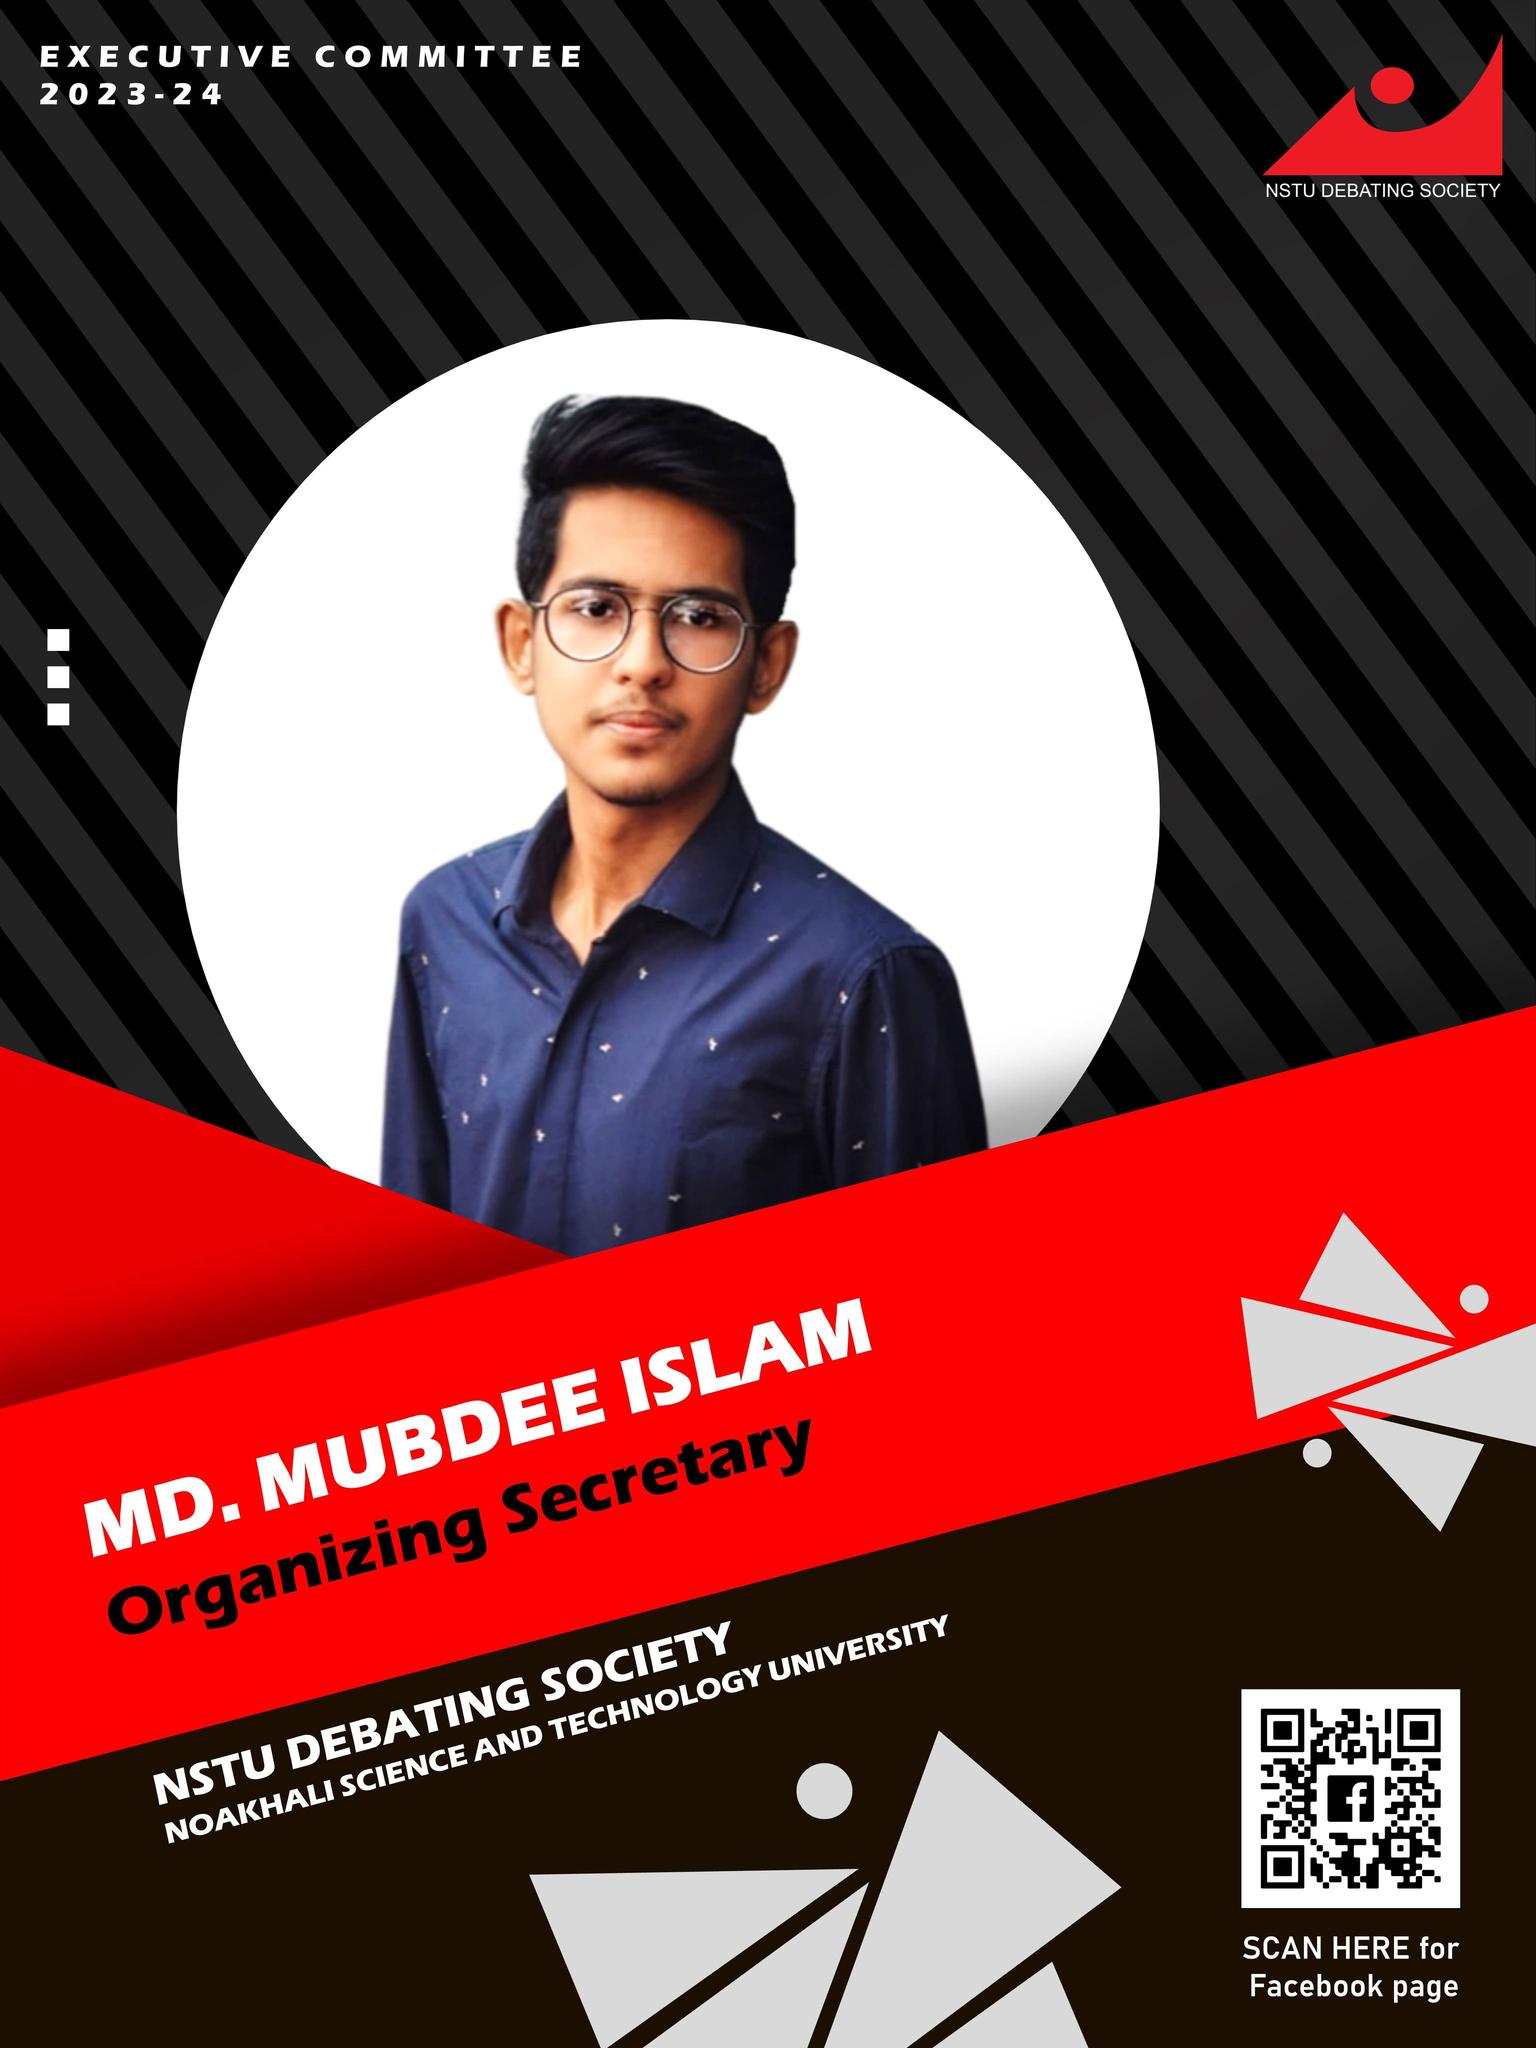 EXECUTIVE COMMITTEE
2023-24
NSTU DEBATING SOCIETY
MD. MUBDEE ISLAM
Organizing Secretary
NSTU DEBATING SOCIETY
NOAKHALI SCIENCE AND TECHNOLOGY UNIVERSITY
SCAN HERE for
Facebook page